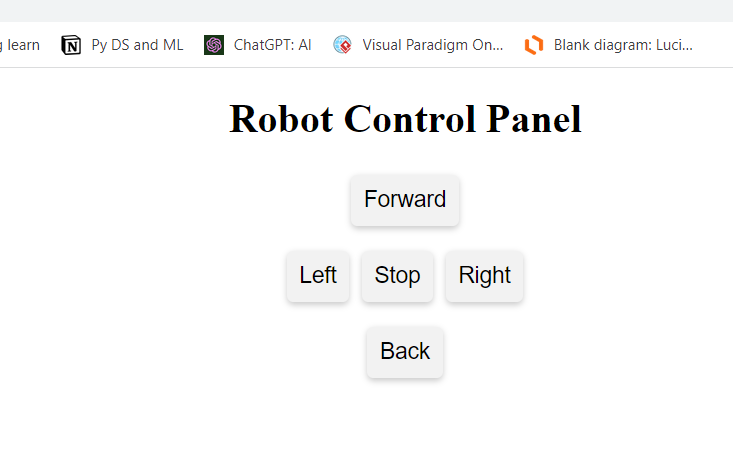 g learn Py DS and ML ChatGPT: AI Visual Paradigm On... Blank diagram: Luci...
Robot Control Panel
Forward
Left Stop Right
Back